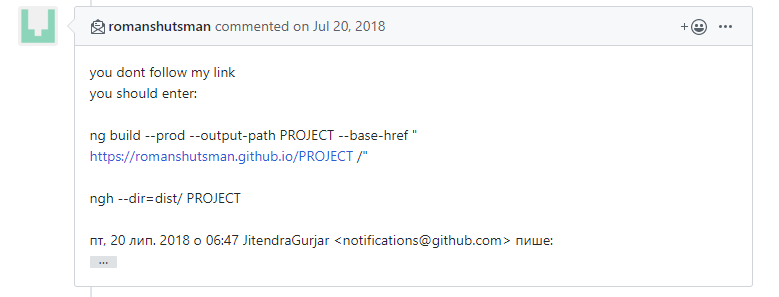 romanshutsman commented on Jul 20, 2018
you dont follow my link
you should enter:
ng build --prod --output-path PROJECT --base-href "
https://romanshutsman.github.io/PROJECT /"
ngh --dir=dist/ PROJECT
пт, 20 лип. 2018 о 06:47 JitendraGurjar <notifications@github.com> пише: